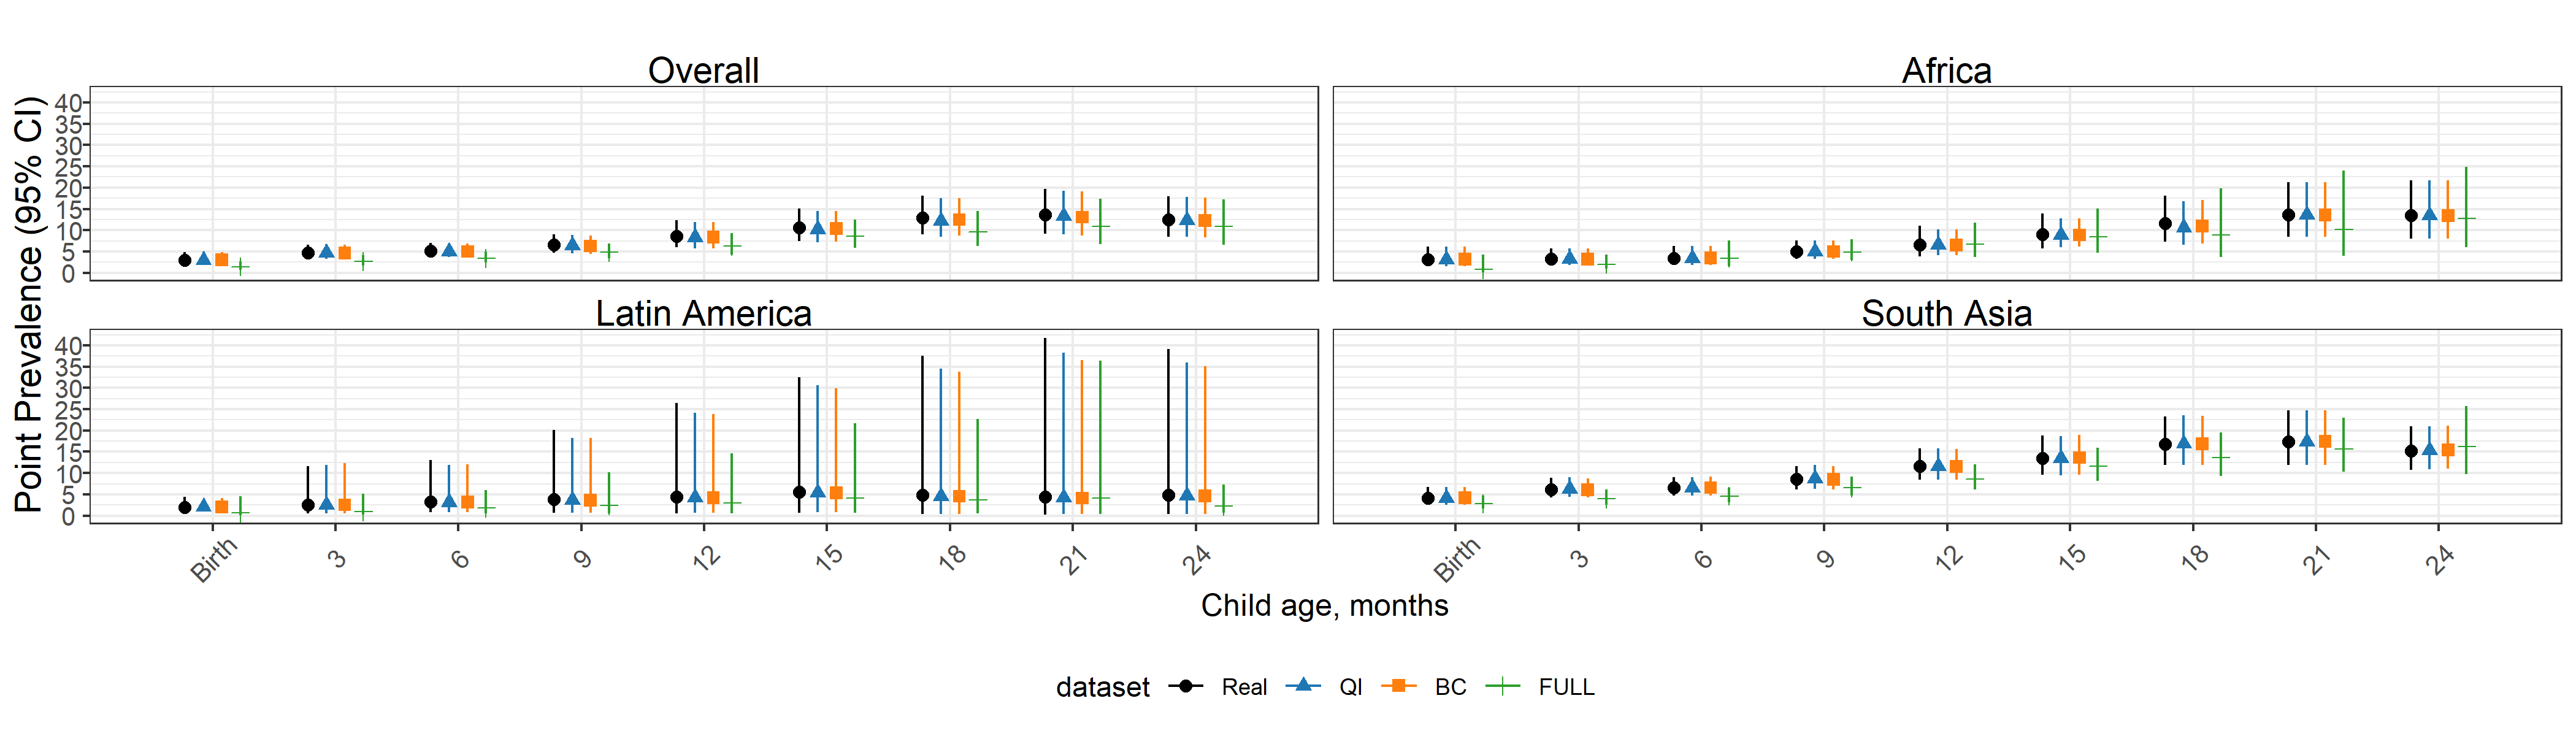 Overall
Africa
Point Prevalence (95% CI)
40
35
30
25
20
15
10
5
0
Latin America
South Asia
40
35
30
25
20
15
10
5
0
Birth 3 6 9 12 15 18 21 24
Birth 3 6 9 12 15 18 21 24
Child age, months
dataset Real QI BC FULL